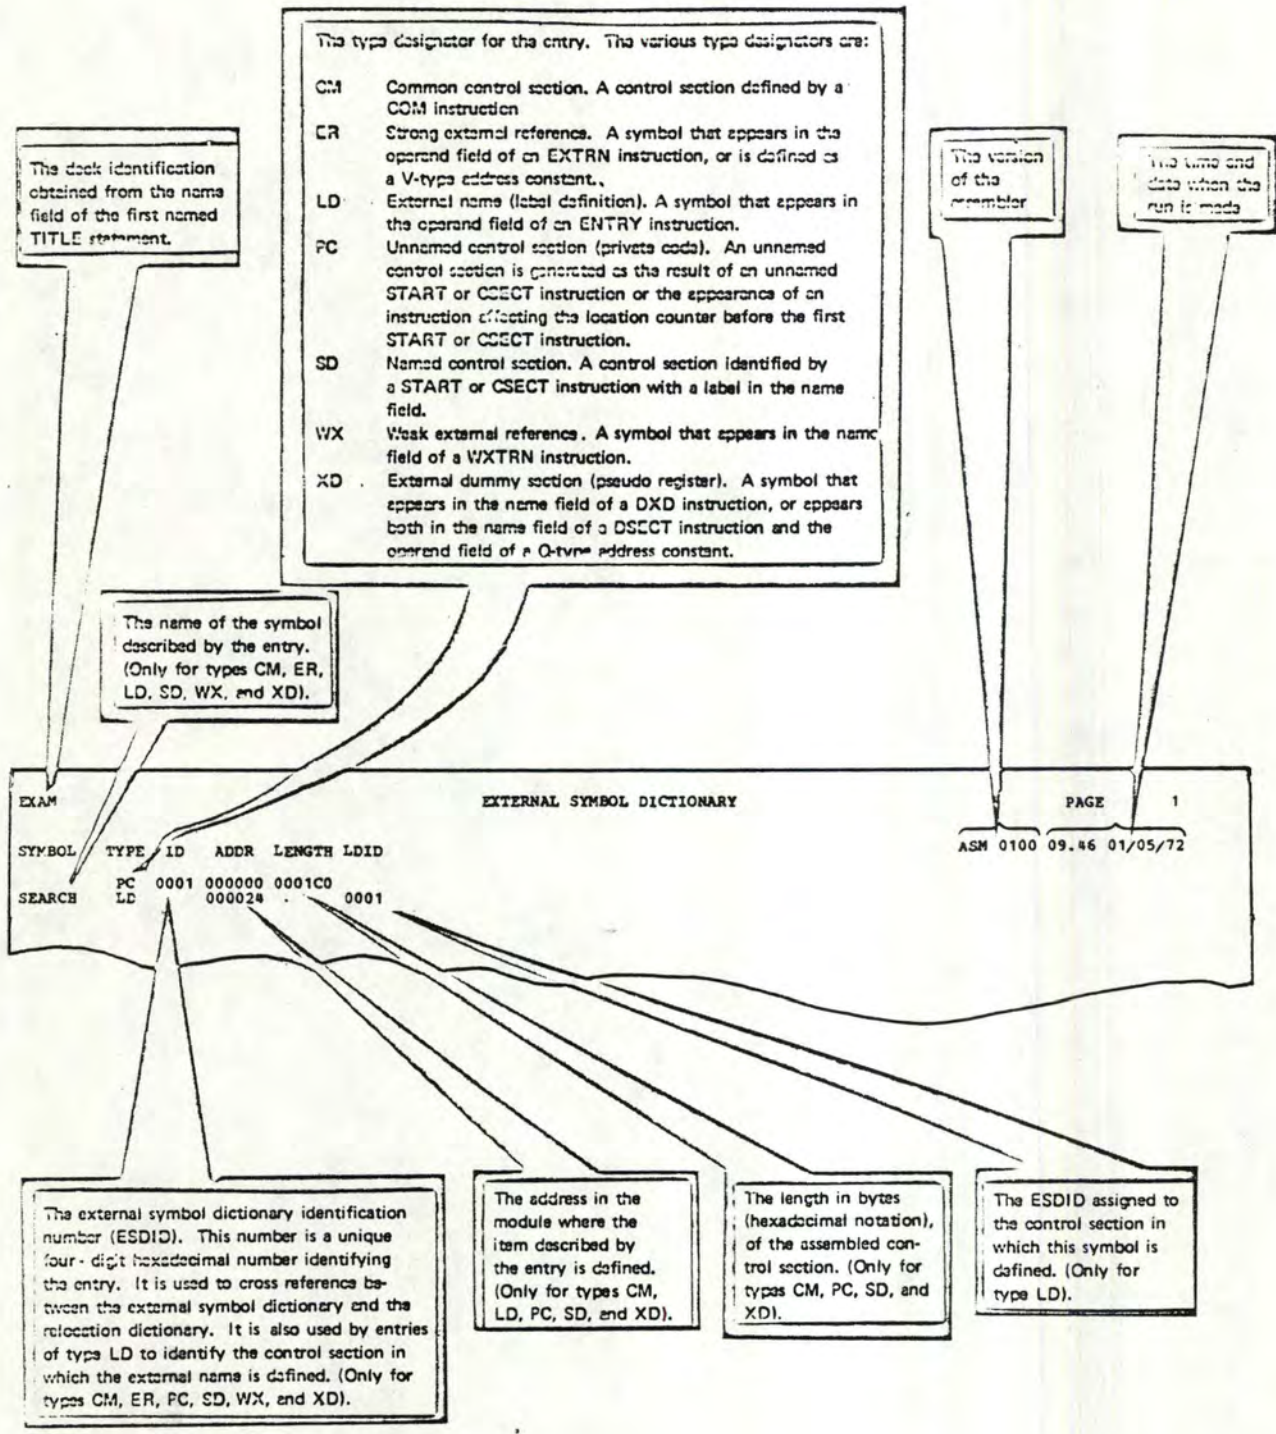 The type designator for the entry. The various type designators are:
CM Common control section. A control section defined by a
COM instruction
ER Strong external reference. A symbol that appears in the
operand field of an EXTRN instruction, or is defined as
a V-type address constant.
LD External name (label definition). A symbol that appears in
the operand field of an ENTRY instruction.
PC Unnamed control section (private code). An unnamed
control section is generated as the result of an unnamed
START or CSECT instruction or the appearance of an
instruction affecting the location counter before the first
START or CSECT instruction.
SD Named control section. A control section identified by
a START or CSECT instruction with a label in the name
field.
WX Weak external reference. A symbol that appears in the name
field of a WXTRN instruction.
XD External dummy section (pseudo register). A symbol that
appears in the name field of a DXD instruction, or appears
both in the name field of a DSECT instruction and the
operand field of a Q-type address constant.
The deck identification
obtained from the name
field of the first named
TITLE statement.
The version
of the
assembler
The time and
date when the
run is made
The name of the symbol
described by the entry.
(Only for types CM, ER,
LD, SD, WX, and XD).
EXAM EXTERNAL SYMBOL DICTIONARY PAGE 1
ASM 0100 09.46 01/05/72
SYMBOL TYPE ID ADDR LENGTH LDID
PC 0001 000000 0001C0
SEARCH LD 000024 0001
The external symbol dictionary identification
number (ESDID). This number is a unique
four - digit hexadecimal number identifying
the entry. It is used to cross reference be-
tween the external symbol dictionary and the
relocation dictionary. It is also used by entries
of type LD to identify the control section in
which the external name is defined. (Only for
types CM, ER, PC, SD, WX, and XD).
The address in the
module where the
item described by
the entry is defined.
(Only for types CM,
LD, PC, SD, and XD).
The length in bytes
(hexadecimal notation),
of the assembled con-
trol section. (Only for
types CM, PC, SD, and
XD).
The ESDID assigned to
the control section in
which this symbol is
defined. (Only for
type LD).